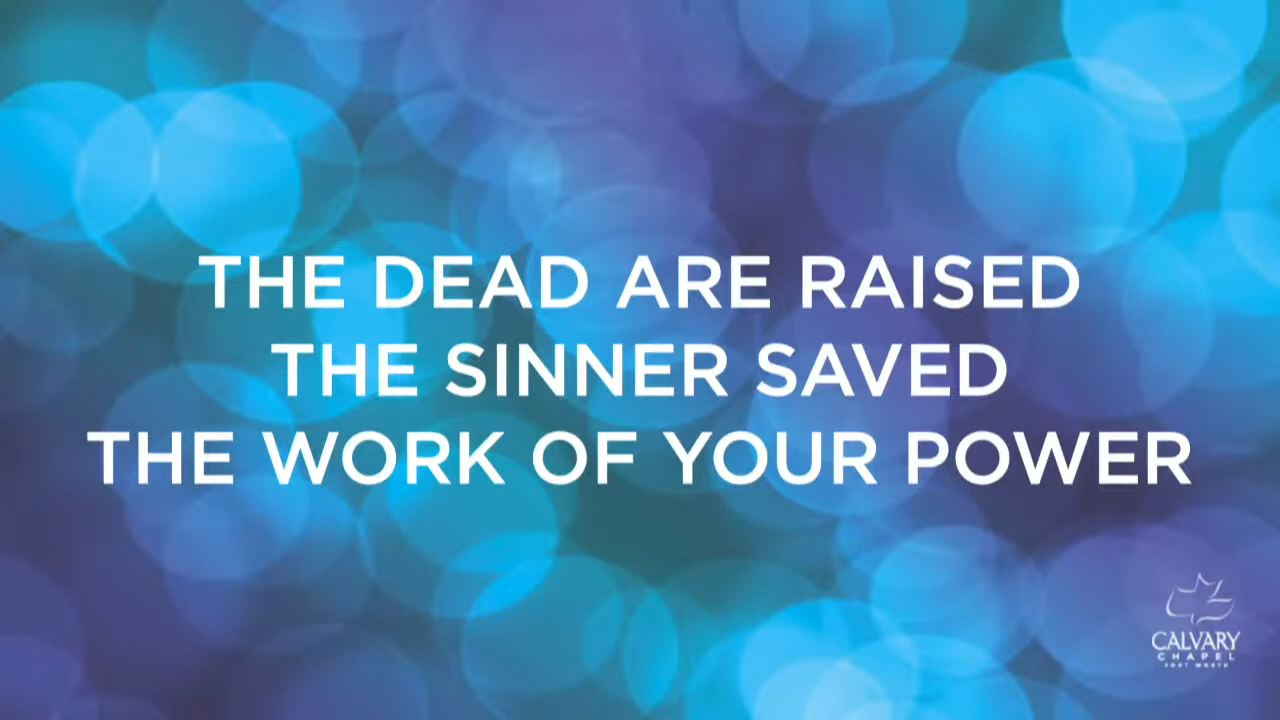 THE DEAD ARE RAISED
THE SINNER SAVED
THE WORK OF YOUR POWER
CALVARY
CHAPEL
FORT WORTH